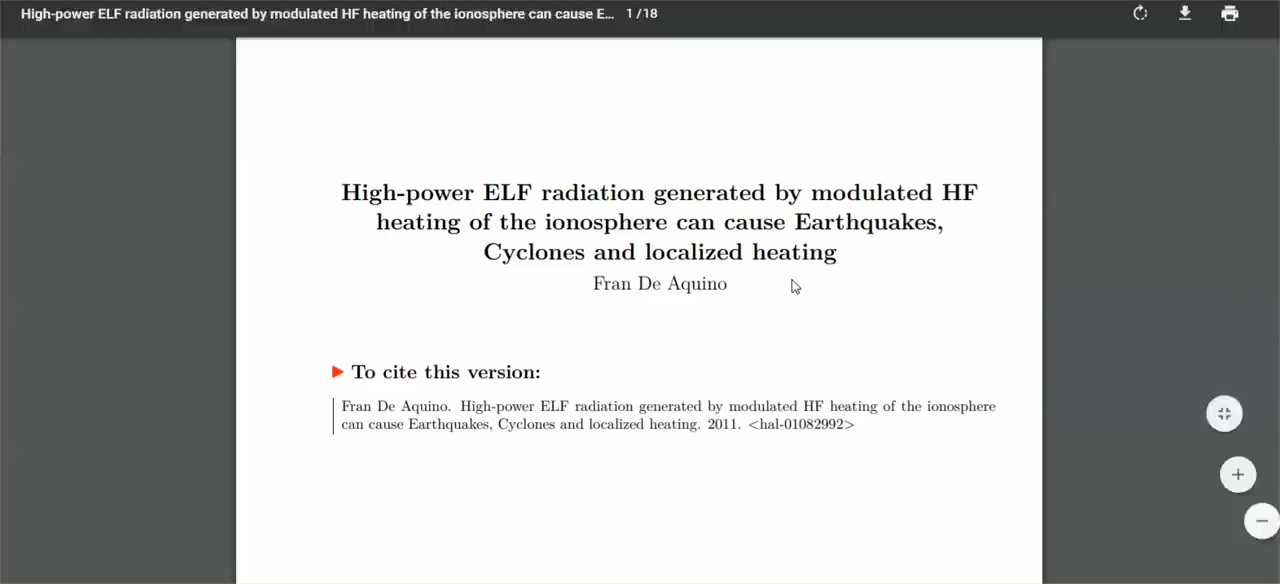 High-power ELF radiation generated by modulated HF heating of the ionosphere can cause E... 1 / 18
High-power ELF radiation generated by modulated HF
heating of the ionosphere can cause Earthquakes,
Cyclones and localized heating
Fran De Aquino
► To cite this version:
Fran De Aquino. High-power ELF radiation generated by modulated HF heating of the ionosphere
can cause Earthquakes, Cyclones and localized heating. 2011. <hal-01082992>